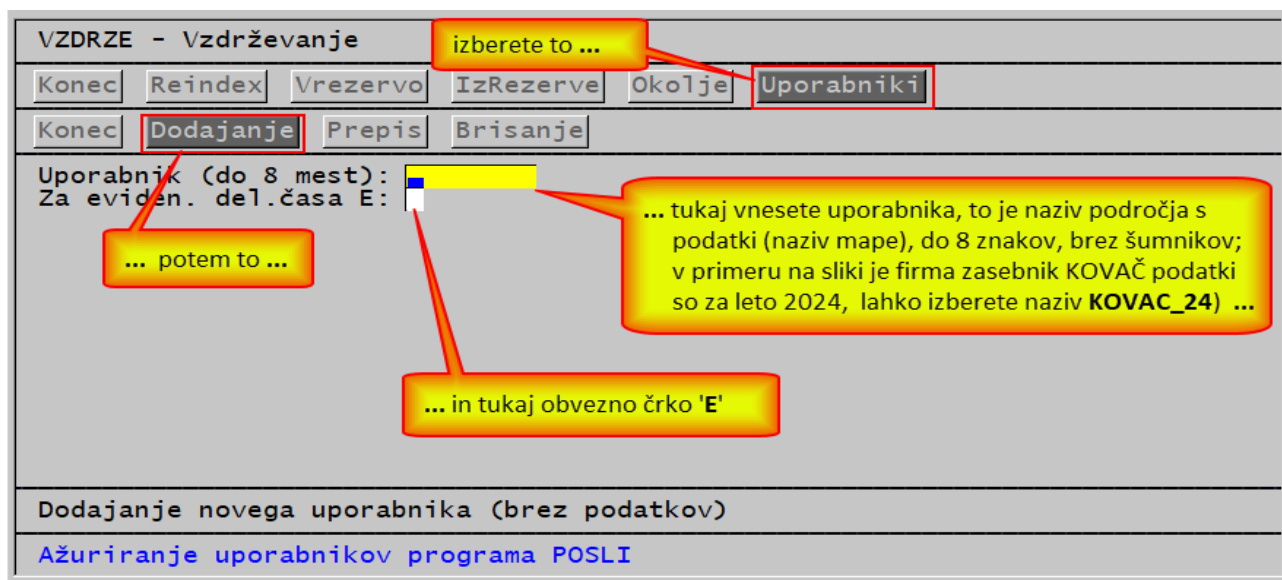 VZDRZE - Vzdrževanje
izberete to ...
Konec Reindex Vrezervo IzRezerve Okolje Uporabniki
Konec Dodajanje Prepis Brisanje
Uporabnik (do 8 mest):
Za eviden. del.časa E:
... potem to ...
... tukaj vnesete uporabnika, to je naziv področja s
podatki (naziv mape), do 8 znakov, brez šumnikov;
v primeru na sliki je firma zasebnik KOVAČ podatki
so za leto 2024, lahko izberete naziv KOVAC_24) ...
... in tukaj obvezno črko 'E'
Dodajanje novega uporabnika (brez podatkov)
Ažuriranje uporabnikov programa POSLI